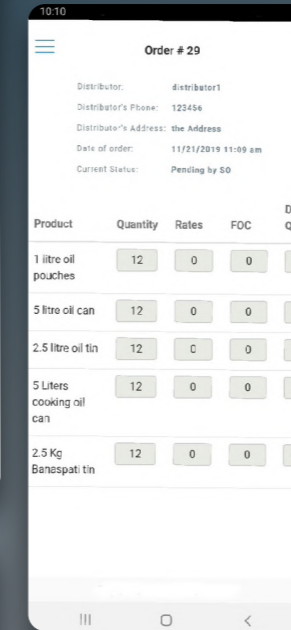 10:10
Order # 29
Distributor: distributor1
Distributor's Phone: 123456
Distributor's Address: the Address
Date of order: 11/21/2019 11:09 am
Current Status: Pending by SO
D
Product Quantity Rates FOC Q
1 litre oil 12 0 0
pouches
5 litre oil can 12 0 0
2.5 litre oil tin 12 0 0
5 Liters 12 0 0
cooking oil
can
2.5 Kg 12 0 0
Banaspati tin